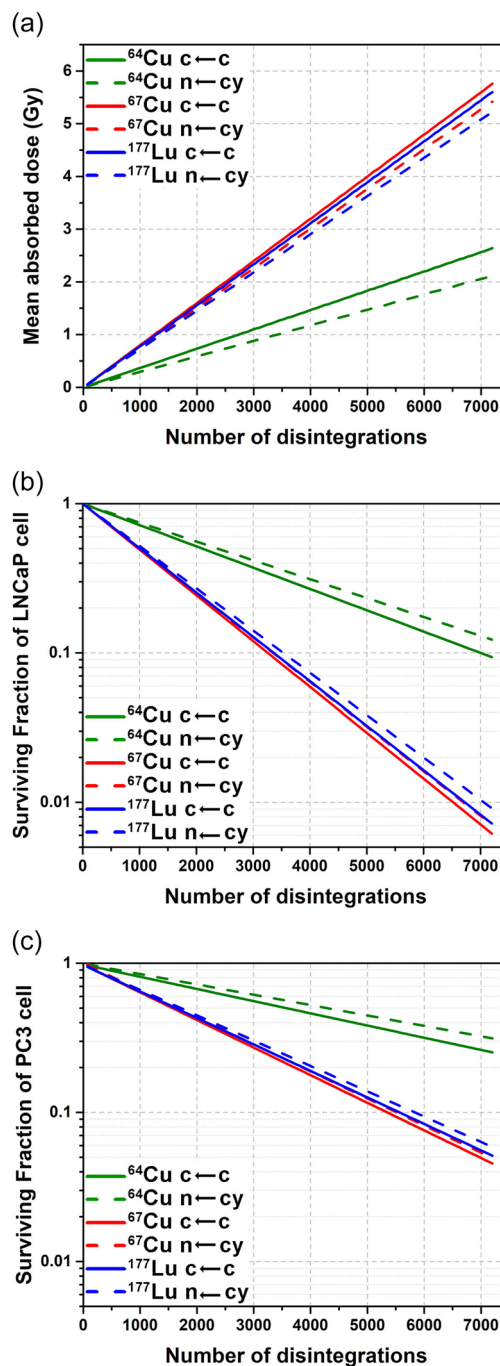 (a)
⁶⁴Cu c←c
⁶⁴Cu n←cy
⁶⁷Cu c←c
⁶⁷Cu n←cy
¹⁷⁷Lu c←c
¹⁷⁷Lu n←cy
6
5
4
3
2
1
0
Mean absorbed dose (Gy)
0 1000 2000 3000 4000 5000 6000 7000
Number of disintegrations
(b)
1
0.1
0.01
Surviving Fraction of LNCaP cell
⁶⁴Cu c←c
⁶⁴Cu n←cy
⁶⁷Cu c←c
⁶⁷Cu n←cy
¹⁷⁷Lu c←c
¹⁷⁷Lu n←cy
0 1000 2000 3000 4000 5000 6000 7000
Number of disintegrations
(c)
1
0.1
0.01
Surviving Fraction of PC3 cell
⁶⁴Cu c←c
⁶⁴Cu n←cy
⁶⁷Cu c←c
⁶⁷Cu n←cy
¹⁷⁷Lu c←c
¹⁷⁷Lu n←cy
0 1000 2000 3000 4000 5000 6000 7000
Number of disintegrations